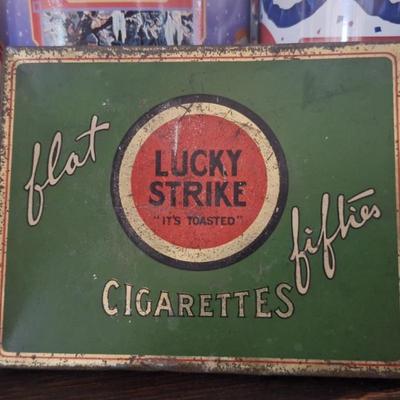 flat
LUCKY
STRIKE
"IT'S TOASTED"
fifties
CIGARETTES